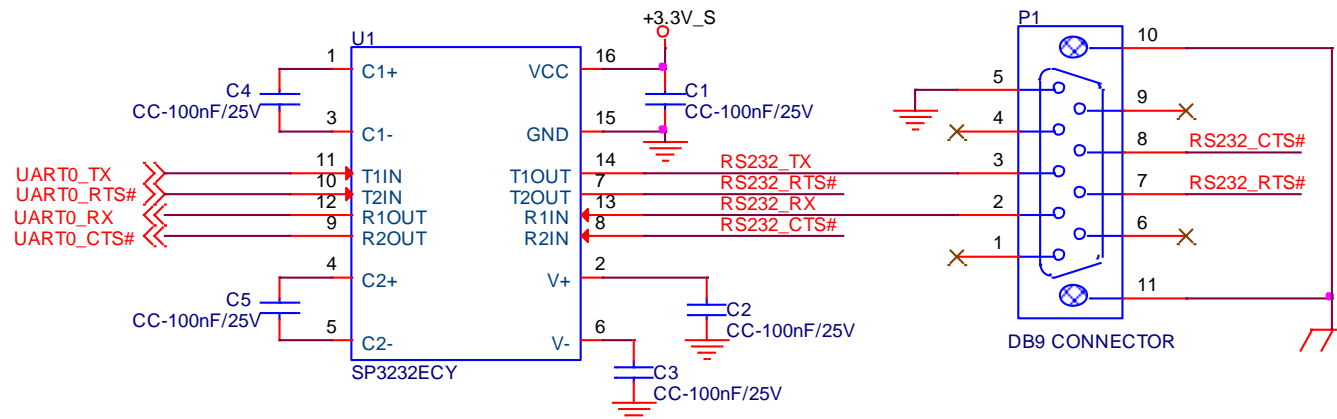 +3.3V_S
U1
P1
1
C1+
16
VCC
C4
CC-100nF/25V
C1
CC-100nF/25V
3
C1-
15
GND
UART0_TX
11
T1IN
14
T1OUT
RS232_TX
UART0_RTS#
10
T2IN
7
T2OUT
RS232_RTS#
UART0_RX
12
R1OUT
13
R1IN
RS232_RX
UART0_CTS#
9
R2OUT
8
R2IN
RS232_CTS#
4
C2+
2
V+
C5
CC-100nF/25V
C2
CC-100nF/25V
5
C2-
6
V-
SP3232ECY
C3
CC-100nF/25V
10
5
9
4
8
RS232_CTS#
3
7
RS232_RTS#
2
6
1
11
DB9 CONNECTOR